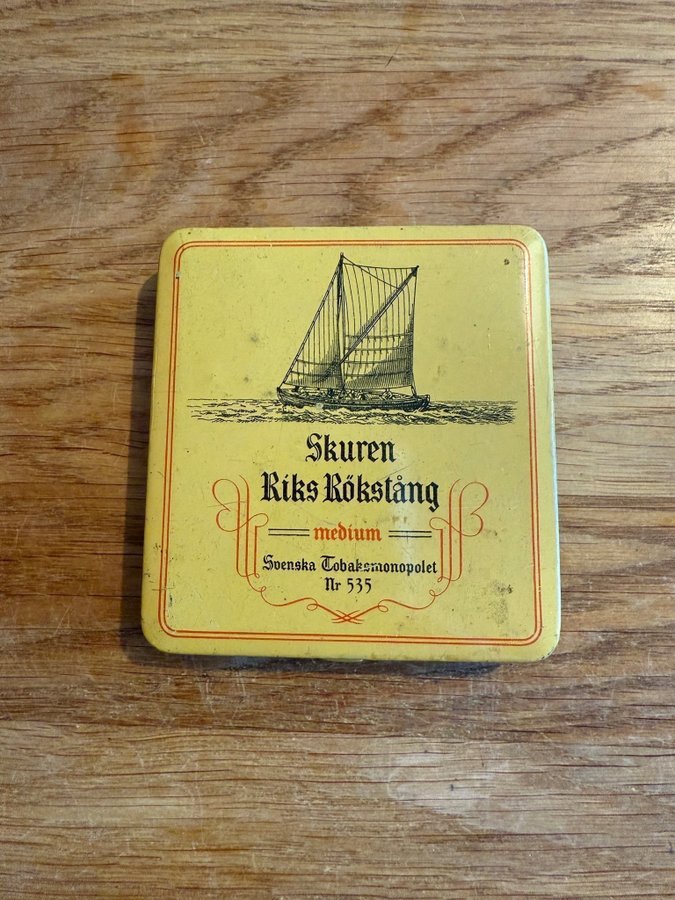 Skuren
Riks Rökstång
medium
Svenska Tobaksmonopolet
Nr 535